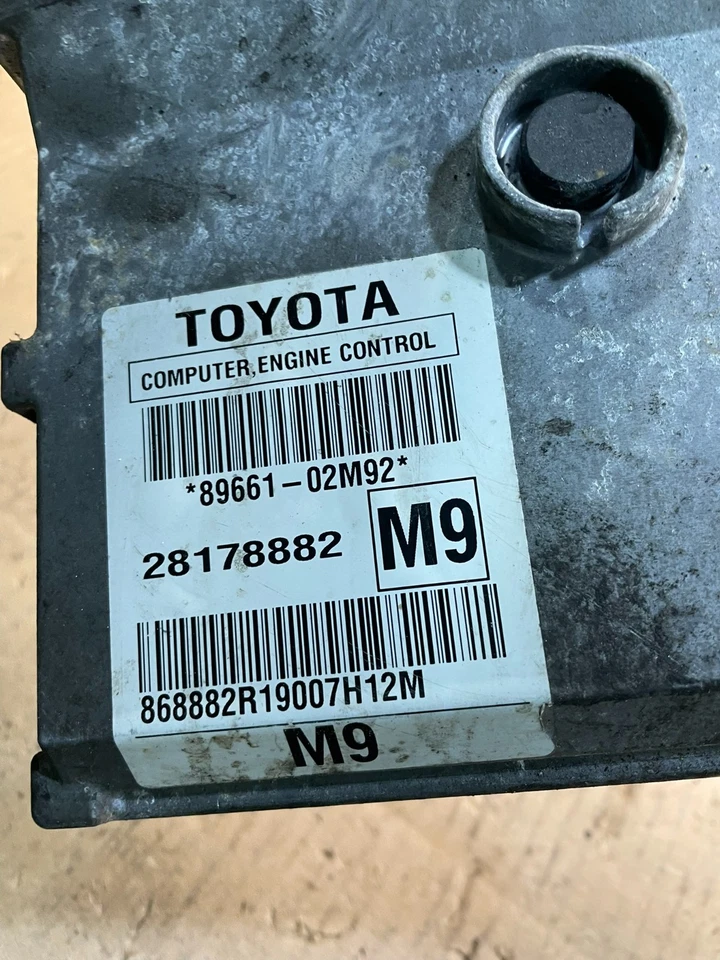 TOYOTA
COMPUTER,ENGINE CONTROL
*89661-02M92*
28178882
M9
868882R19007H12M
M9